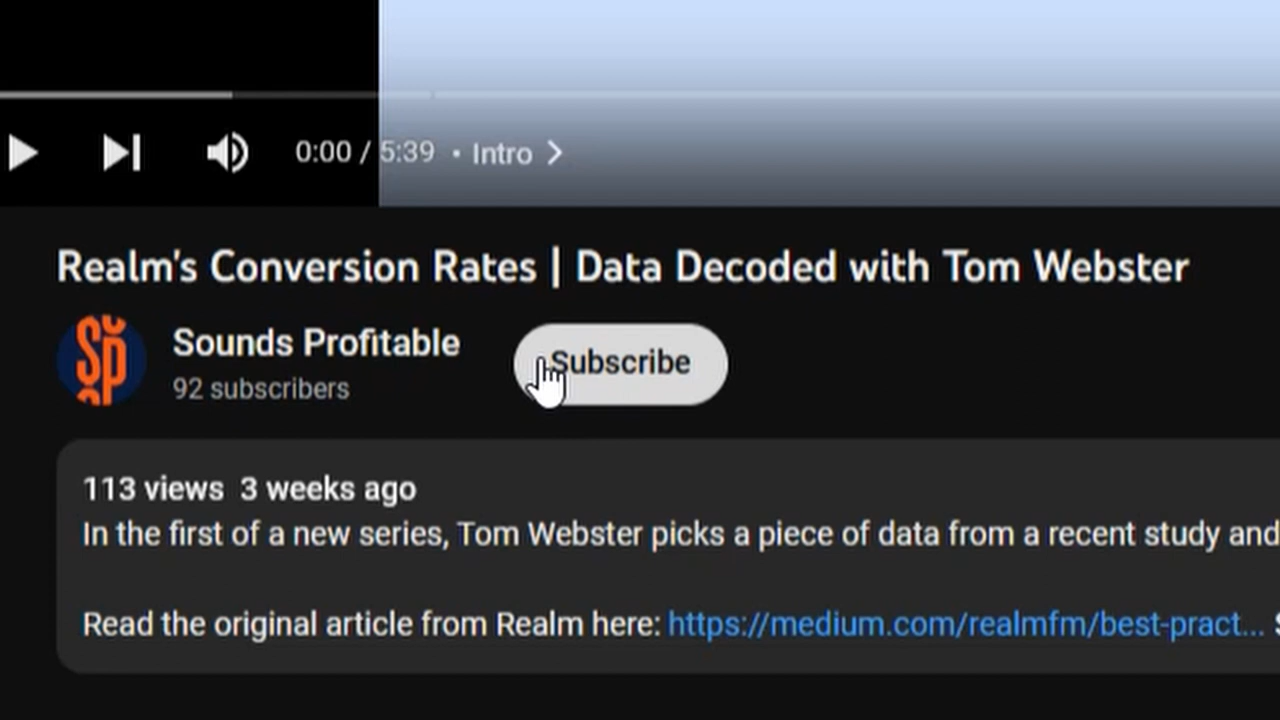 0:00 / 5:39 • Intro >
Realm's Conversion Rates | Data Decoded with Tom Webster
Sp
Sounds Profitable
Subscribe
92 subscribers
113 views 3 weeks ago
In the first of a new series, Tom Webster picks a piece of data from a recent study and
Read the original article from Realm here: https://medium.com/realmfm/best-pract...